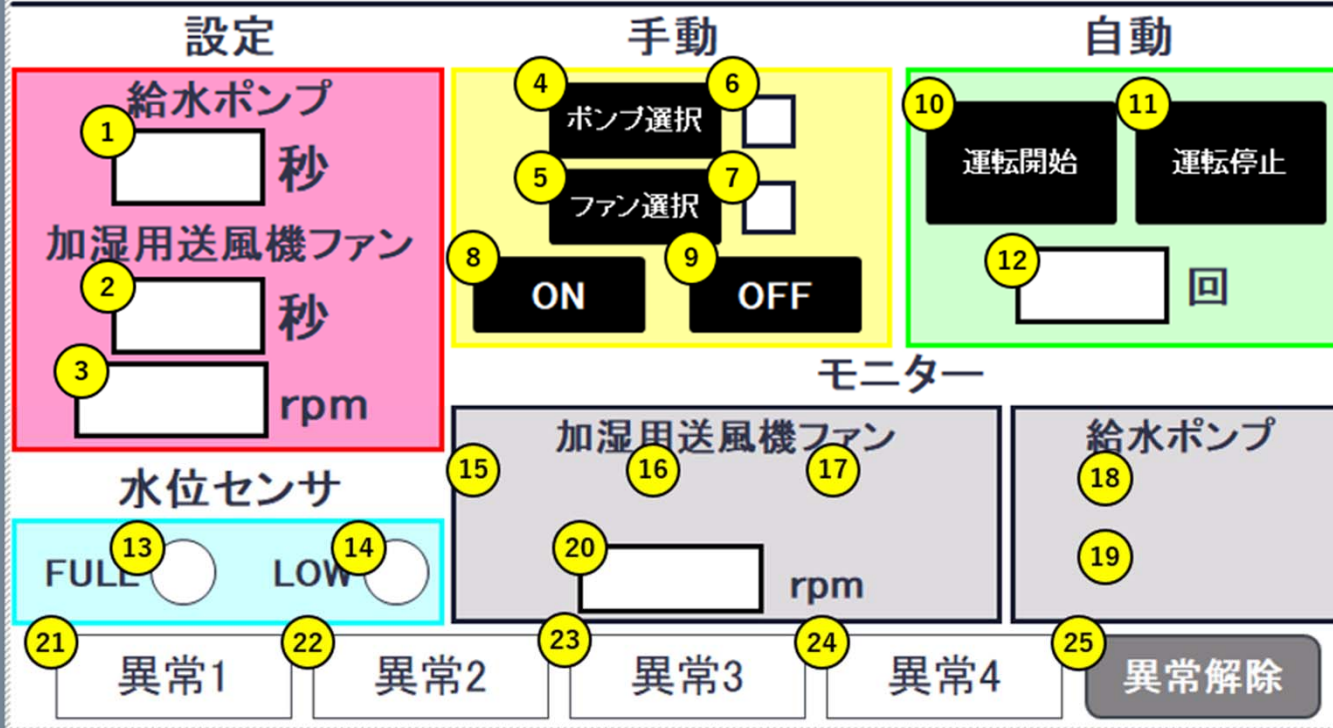 設定
手動
自動
給水ポンプ
1
秒
加湿用送風機ファン
2
秒
3
rpm
4
ポンプ選択
6
5
ファン選択
7
8
ON
9
OFF
10
運転開始
11
運転停止
12
回
モニター
水位センサ
FULL
13
LOW
14
加湿用送風機ファン
15
16
17
20
rpm
給水ポンプ
18
19
21
異常1
22
異常2
23
異常3
24
異常4
25
異常解除